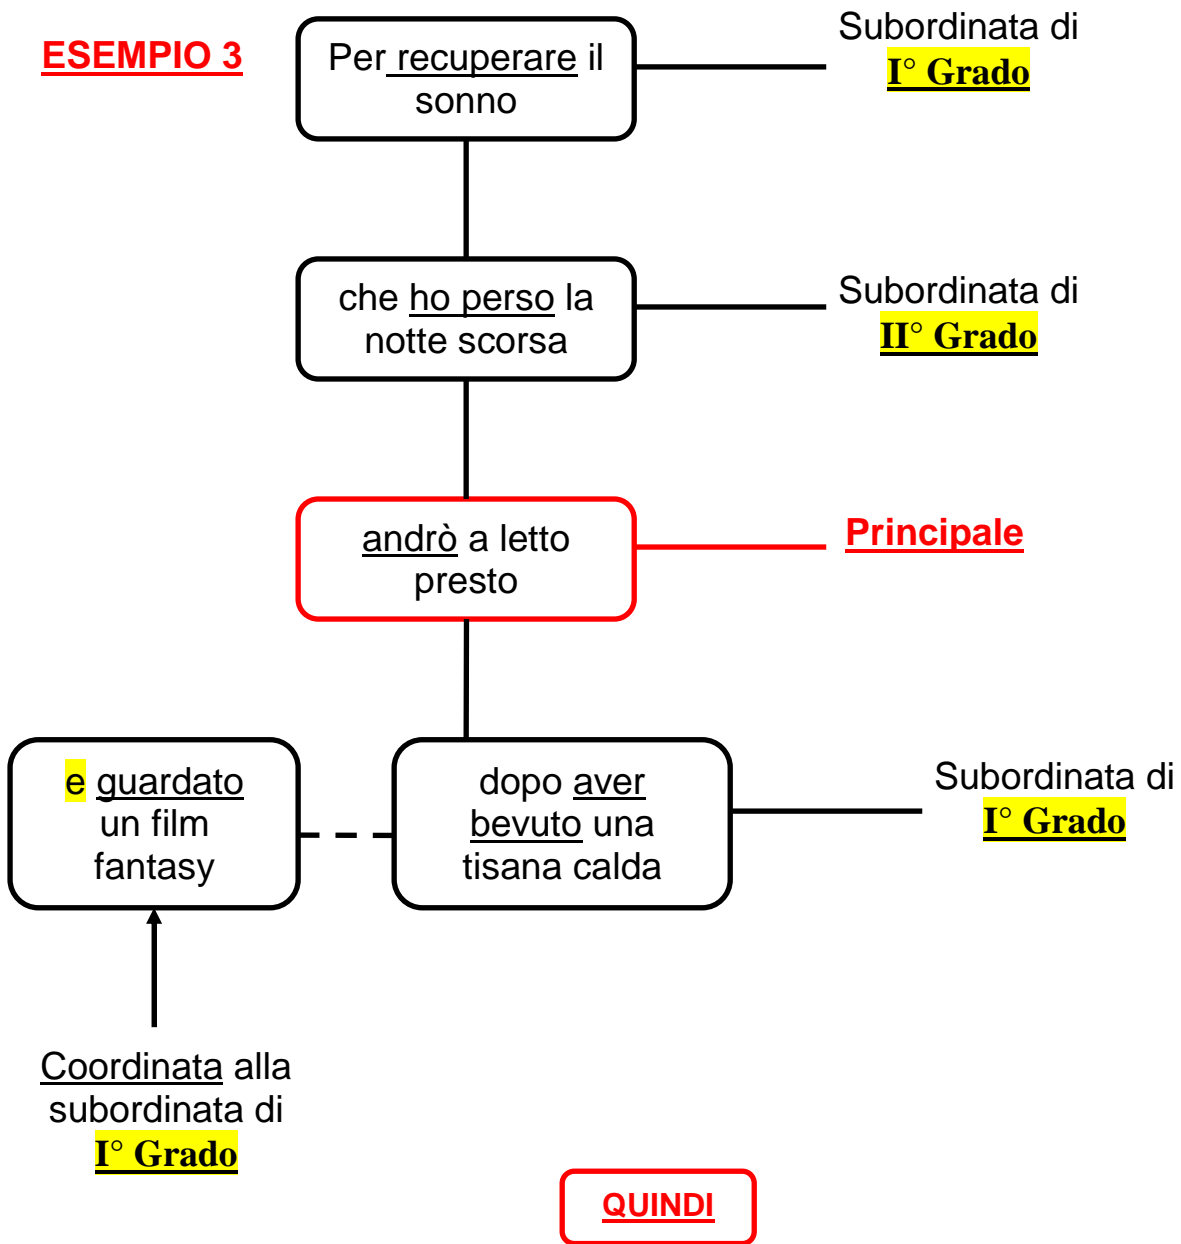 ESEMPIO 3
Per recuperare il
sonno
Subordinata di
I° Grado
che ho perso la
notte scorsa
Subordinata di
II° Grado
andrò a letto
presto
Principale
e guardato
un film
fantasy
dopo aver
bevuto una
tisana calda
Subordinata di
I° Grado
Coordinata alla
subordinata di
I° Grado
QUINDI